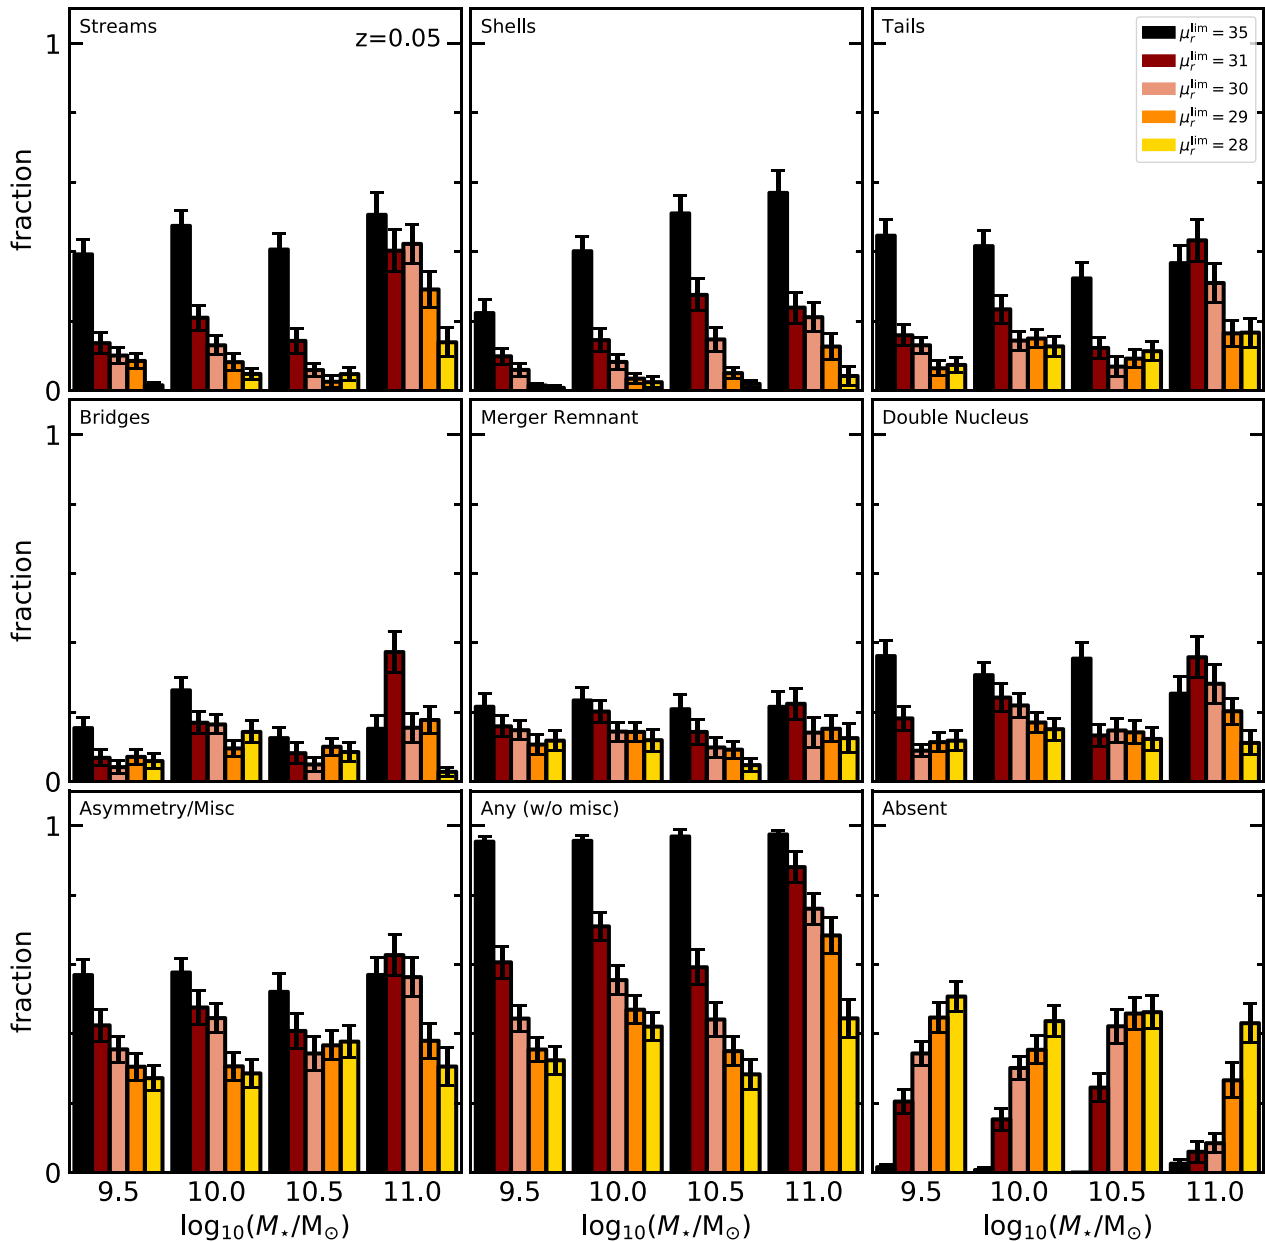 Streams
z=0.05
Shells
Tails
μ_r^lim = 35
μ_r^lim = 31
μ_r^lim = 30
μ_r^lim = 29
μ_r^lim = 28
1
fraction
0
Bridges
Merger Remnant
Double Nucleus
1
fraction
0
Asymmetry/Misc
Any (w/o misc)
Absent
1
fraction
0
9.5 10.0 10.5 11.0
9.5 10.0 10.5 11.0
9.5 10.0 10.5 11.0
log₁₀(M⋆/M⊙)
log₁₀(M⋆/M⊙)
log₁₀(M⋆/M⊙)